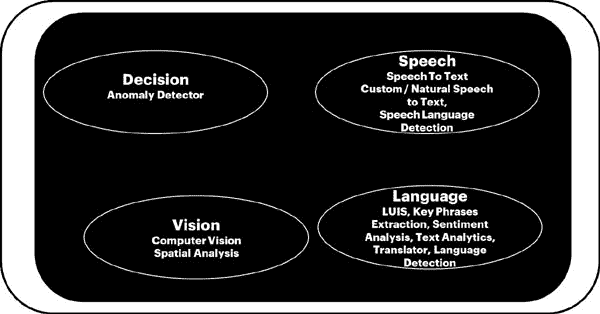 Decision
Anomaly Detector
Speech
Speech To Text
Custom / Natural Speech
to Text,
Speech Language
Detection
Vision
Computer Vision
Spatial Analysis
Language
LUIS, Key Phrases
Extraction, Sentiment
Analysis, Text Analytics,
Translator, Language
Detection